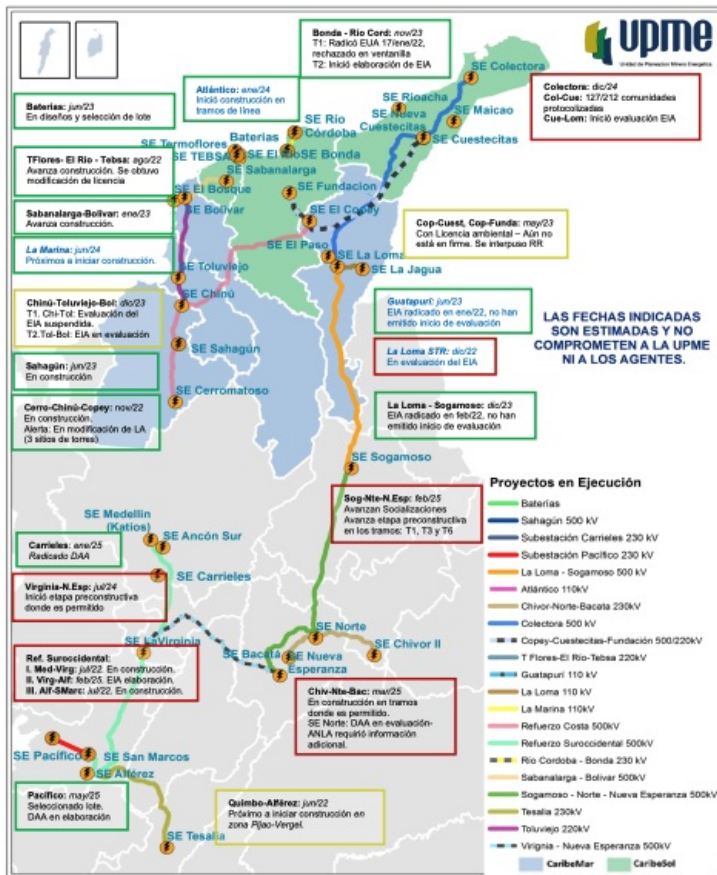 upme
Unidad de Planeación Minero Energética
Bonda - Rio Cord: nov/23
T1: Radicó EUA 17/ene/22,
rechazado en ventanilla
T2: Inició elaboración de EIA
SE Colectora
Colectora: dic/24
Col-Cue: 127/212 comunidades
protocolizadas
Cue-Lom: Inició evaluación EIA
Atlántico: ene/24
Inició construcción en
tramos de línea
Baterías: jun/23
En diseños y selección de lote
SE Rioacha
SE Nueva
Cuestecitas
SE Maicao
SE Cuestecitas
SE Río
Córdoba
Baterias
SE Termoflores
SE TEBSA
SE El Río
SE Bonda
SE Sabanalarga
SE Fundacion
TFlores- El Rio - Tebsa: ago/22
Avanza construcción. Se obtuvo
modificación de licencia
SE El Bosque
SE Bolívar
SE El Copey
Sabanalarga-Bolivar: ene/23
Avanza construcción.
Cop-Cuest, Cop-Funda: may/23
Con Licencia ambiental – Aún no
está en firme. Se interpuso RR
La Marina: jun/24
Próximos a iniciar construcción.
SE El Paso
SE La Loma
SE La Jagua
SE Toluviejo
SE Chinú
Chinú-Toluviejo-Bol: dic/23
T1. Chi-Tol: Evaluación del
EIA suspendida.
T2.Tol-Bol: EIA en evaluación
Guatapurí: jun/23
EIA radicado en ene/22, no han
emitido inicio de evaluación
LAS FECHAS INDICADAS
SON ESTIMADAS Y NO
COMPROMETEN A LA UPME
NI A LOS AGENTES.
SE Sahagún
La Loma STR: dic/22
En evaluación del EIA
Sahagún: jun/23
En construcción
SE Cerromatoso
Cerro-Chinú-Copey: nov/22
En construcción.
Alerta: En modificación de LA
(3 sitios de torres)
La Loma - Sogamoso: dic/23
EIA radicado en feb/22, no han
emitido inicio de evaluación
SE Sogamoso
Sog-Nte-N.Esp: feb/25
Avanzan Socializaciones
Avanza etapa preconstructiva
en los tramos: T1, T3 y T6
SE Medellín
(Katios)
SE Ancón Sur
Carrieles: ene/25
Radicado DAA
SE Carrieles
Virginia-N.Esp: jul/24
Inició etapa preconstructiva
donde es permitido
SE LaVirginia
SE Norte
SE Bacatá
SE Nueva
Esperanza
SE Chivor II
Ref. Suroccidental:
I. Med-Virg: jul/22. En construcción.
II. Virg-Alf: feb/25. EIA elaboración.
III. Alf-SMarc: jul/22. En construcción.
Chiv-Nte-Bac: mar/25
En construcción en tramos
donde es permitido.
SE Norte: DAA en evaluación-
ANLA requirió información
adicional.
SE Pacífico
SE San Marcos
SE Alférez
Pacífico: may/25
Seleccionado lote.
DAA en elaboración
Quimbo-Alférez: jun/22
Próximo a iniciar construcción en
zona Pijao-Vergel.
SE Tesalia
Proyectos en Ejecución
Baterías
Sahagún 500 kV
Subestación Carrieles 230 kV
Subestación Pacífico 230 kV
La Loma - Sogamoso 500 kV
Atlántico 110kV
Chivor-Norte-Bacata 230kV
Colectora 500 kV
Copey-Cuestecitas-Fundación 500/220kV
T Flores-El Rio-Tebsa 220kV
Guatapurí 110 kV
La Loma 110 kV
La Marina 110 kV
Refuerzo Costa 500kV
Refuerzo Suroccidental 500kV
Río Cordoba - Bonda 230 kV
Sabanalarga - Bolivar 500kV
Sogamoso - Norte - Nueva Esperanza 500kV
Tesalia 230kV
Toluviejo 220kV
Virignia - Nueva Esperanza 500kV
CaribeMar
CaribeSol